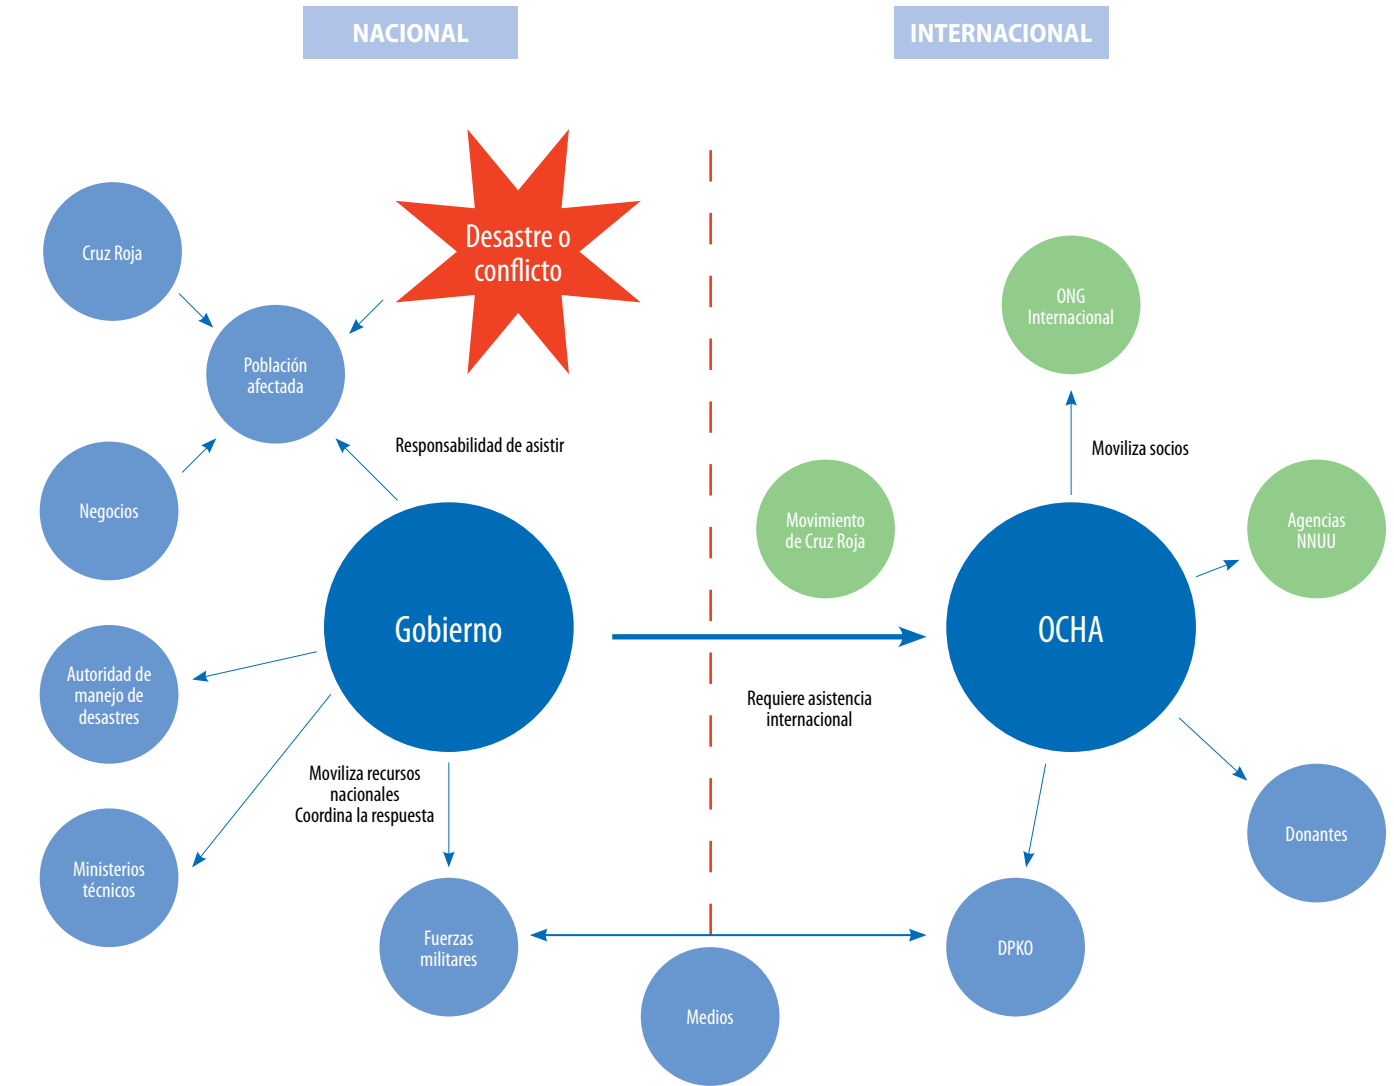 NACIONAL
INTERNACIONAL
Desastre o
conflicto
Cruz Roja
ONG
Internacional
Población
afectada
Responsabilidad de asistir
Moviliza socios
Negocios
Movimiento
de Cruz Roja
Agencias
NNUU
Gobierno
OCHA
Autoridad de
manejo de
desastres
Requiere asistencia
internacional
Moviliza recursos
nacionales
Coordina la respuesta
Donantes
Ministerios
técnicos
Fuerzas
militares
DPKO
Medios